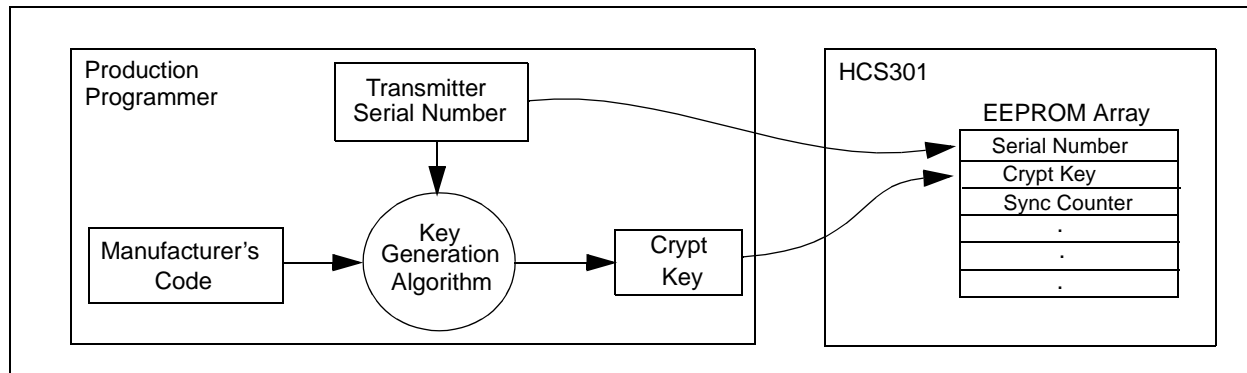 Production
Programmer
Transmitter
Serial Number
Manufacturer's
Code
Key
Generation
Algorithm
Crypt
Key
HCS301
EEPROM Array
Serial Number
Crypt Key
Sync Counter
.
.
.